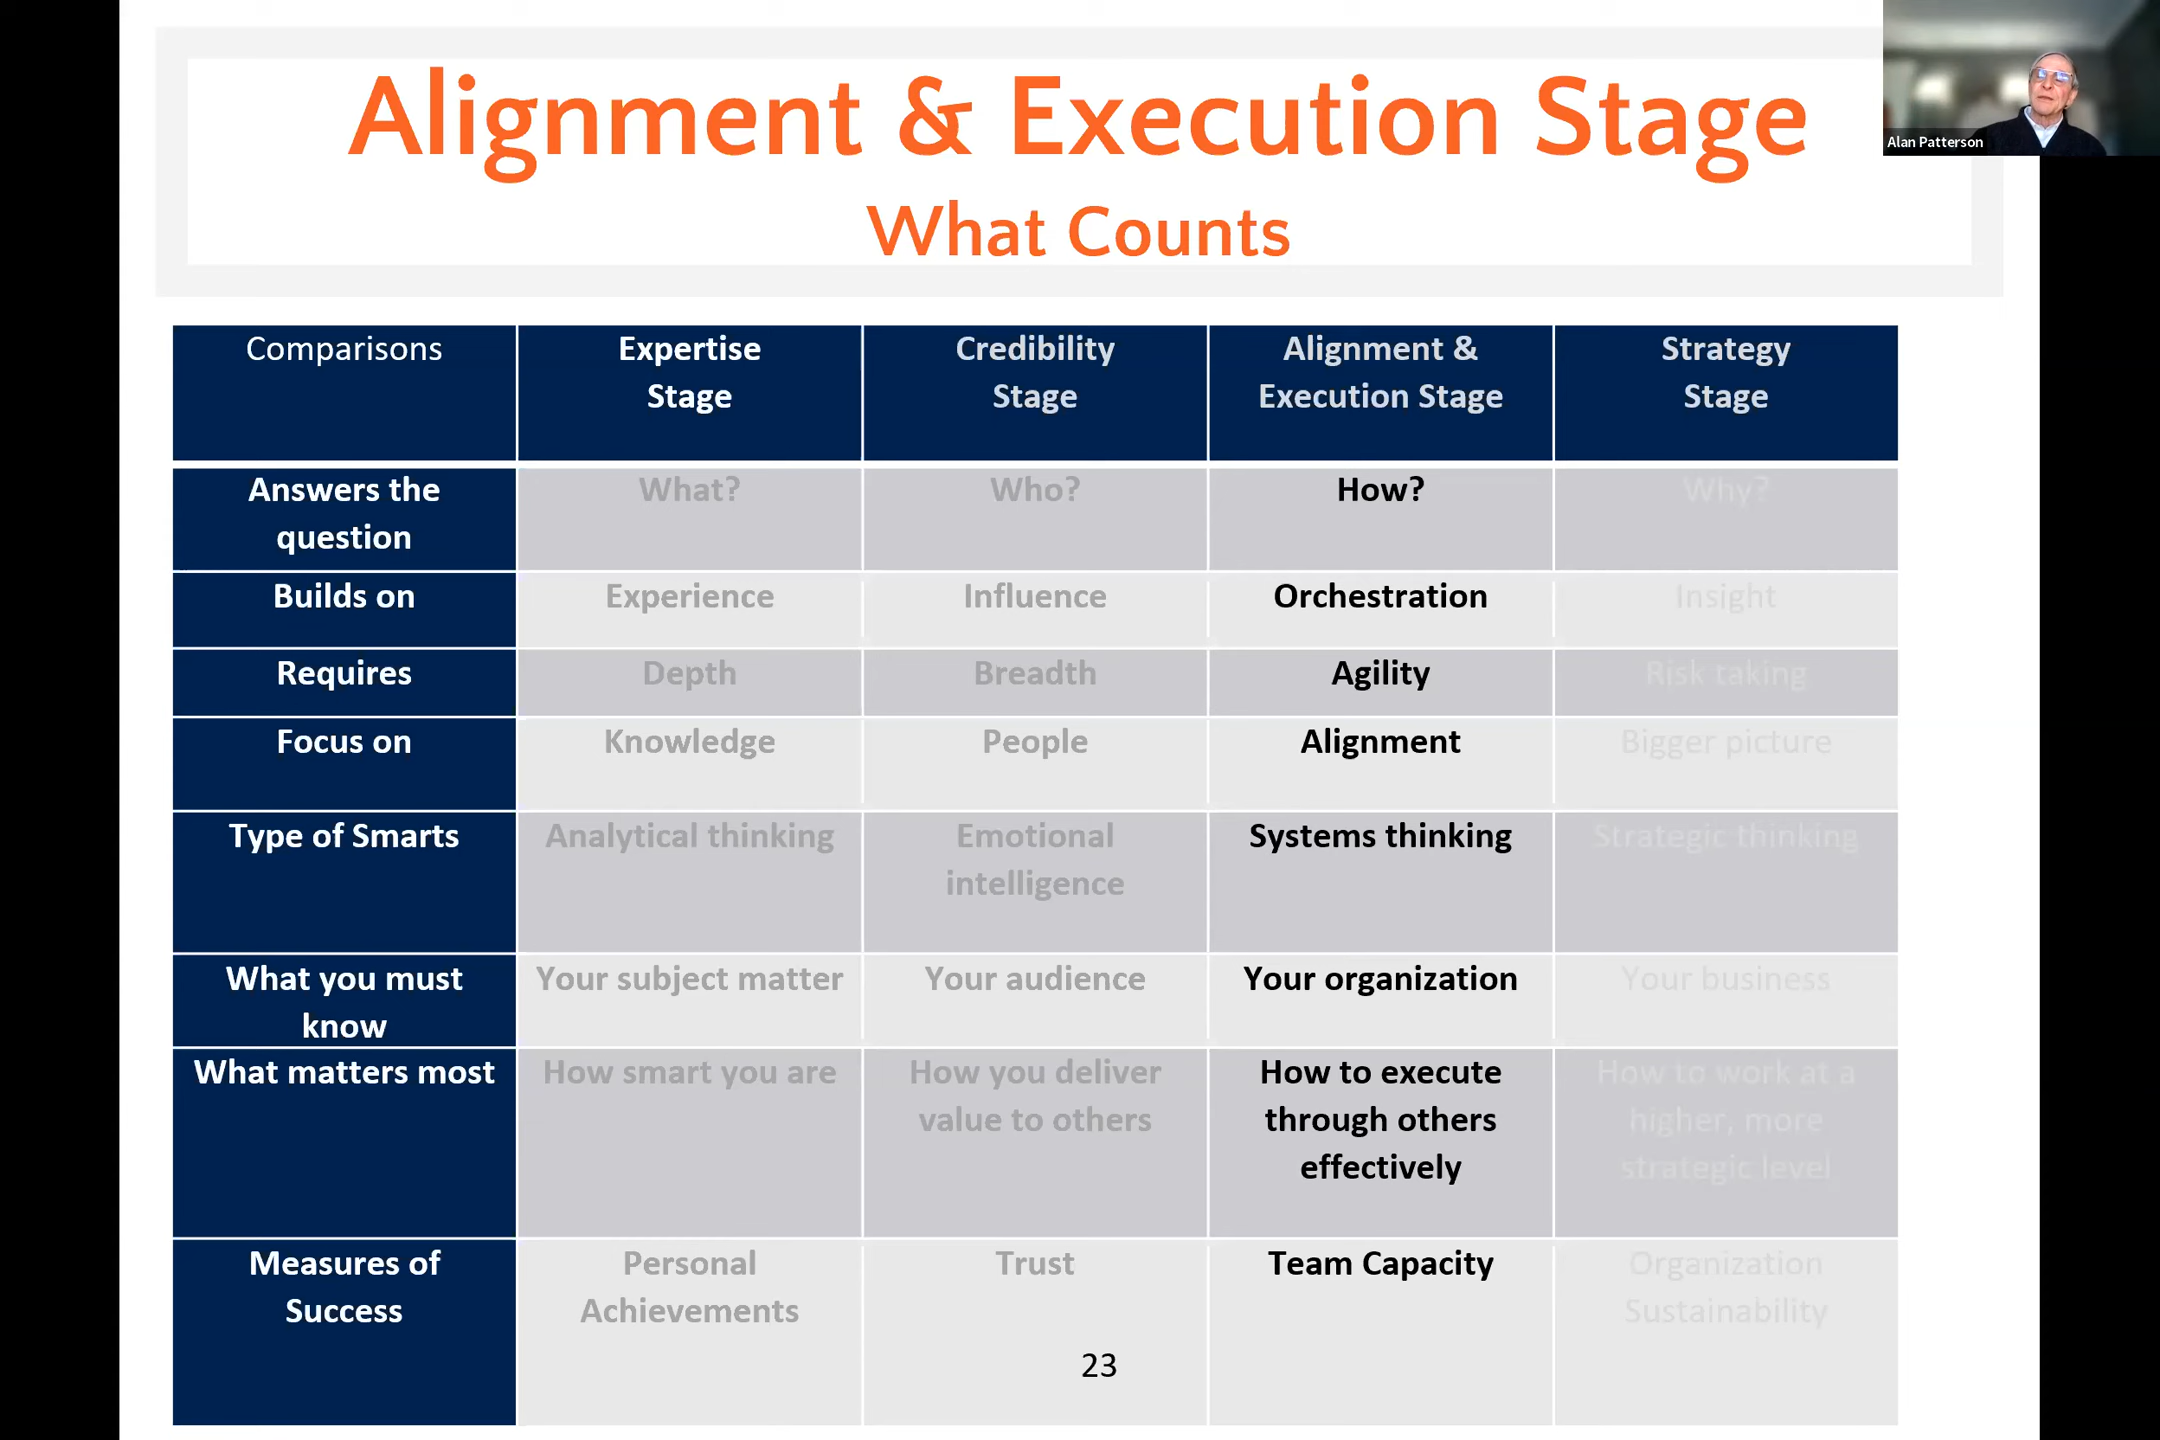 Alignment & Execution Stage
What Counts
Alan Patterson
Comparisons
Expertise
Stage
Credibility
Stage
Alignment &
Execution Stage
Strategy
Stage
Answers the
question
What?
Who?
How?
Why?
Builds on
Experience
Influence
Orchestration
Insight
Requires
Depth
Breadth
Agility
Risk taking
Focus on
Knowledge
People
Alignment
Bigger picture
Type of Smarts
Analytical thinking
Emotional
intelligence
Systems thinking
Strategic thinking
What you must
know
Your subject matter
Your audience
Your organization
Your business
What matters most
How smart you are
How you deliver
value to others
How to execute
through others
effectively
How to work at a
higher, more
strategic level
Measures of
Success
Personal
Achievements
Trust
Team Capacity
Organization
Sustainability
23